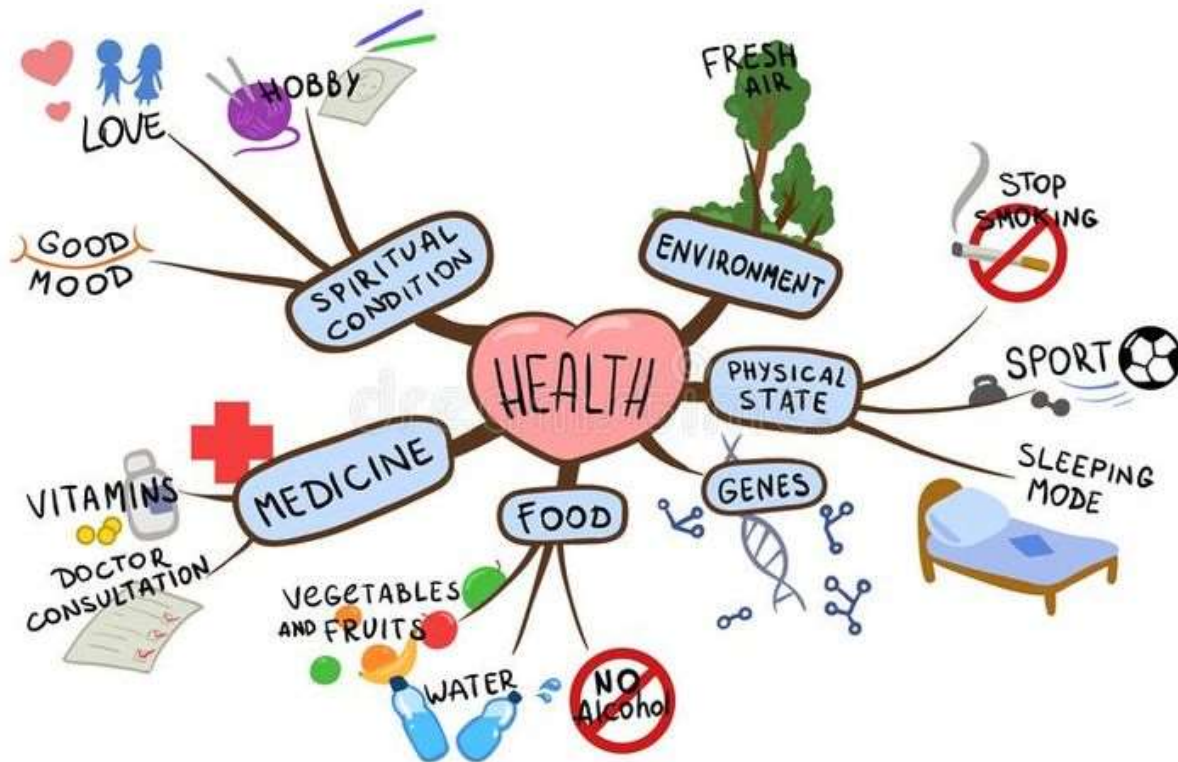 LOVE
HOBBY
GOOD
MOOD
SPIRITUAL
CONDITION
FRESH
AIR
ENVIRONMENT
STOP
SMOKING
HEALTH
PHYSICAL
STATE
SPORT
SLEEPING
MODE
GENES
MEDICINE
VITAMINS
DOCTOR
CONSULTATION
FOOD
VEGETABLES
AND FRUITS
WATER
NO
Alcohol